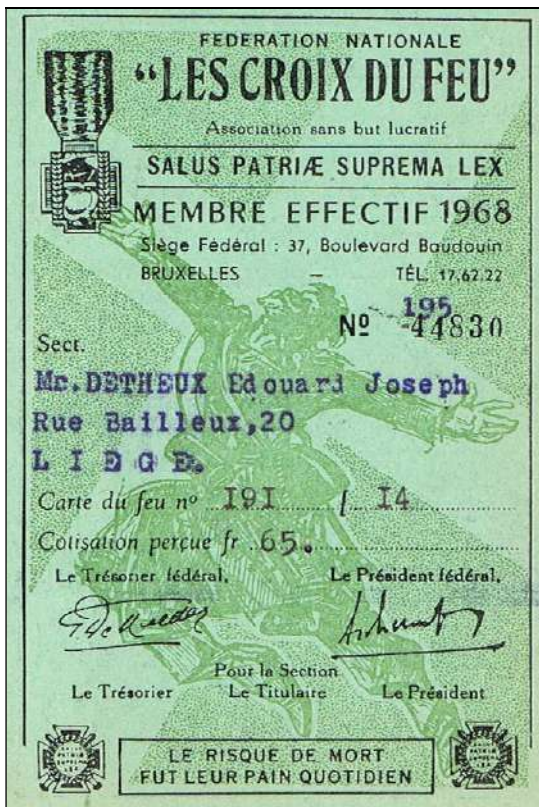 FEDERATION NATIONALE
“LES CROIX DU FEU”
Association sans but lucratif
SALUS PATRIÆ SUPREMA LEX
MEMBRE EFFECTIF 1968
Siège Fédéral : 37, Boulevard Baudouin
BRUXELLES — TÉL. 17.62.22
195
Nº 44830
Sect.
Mr.DETHEUX Edouard Joseph
Rue Bailleux,20
L I E G E.
Carte du feu nº I9I / I4
Cotisation perçue fr 65.
Le Trésorier fédéral, Le Président fédéral,
Pour la Section
Le Trésorier Le Titulaire Le Président
LE RISQUE DE MORT
FUT LEUR PAIN QUOTIDIEN